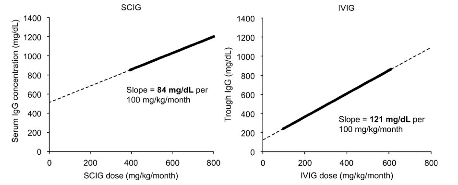 SCIG
Serum IgG concentration (mg/dL)
1400
1200
1000
800
600
400
200
0
Slope = 84 mg/dL per
100 mg/kg/month
0 200 400 600 800
SCIG dose (mg/kg/month)
IVIG
Trough IgG (mg/dL)
1400
1200
1000
800
600
400
200
0
Slope = 121 mg/dL per
100 mg/kg/month
0 200 400 600 800
IVIG dose (mg/kg/month)